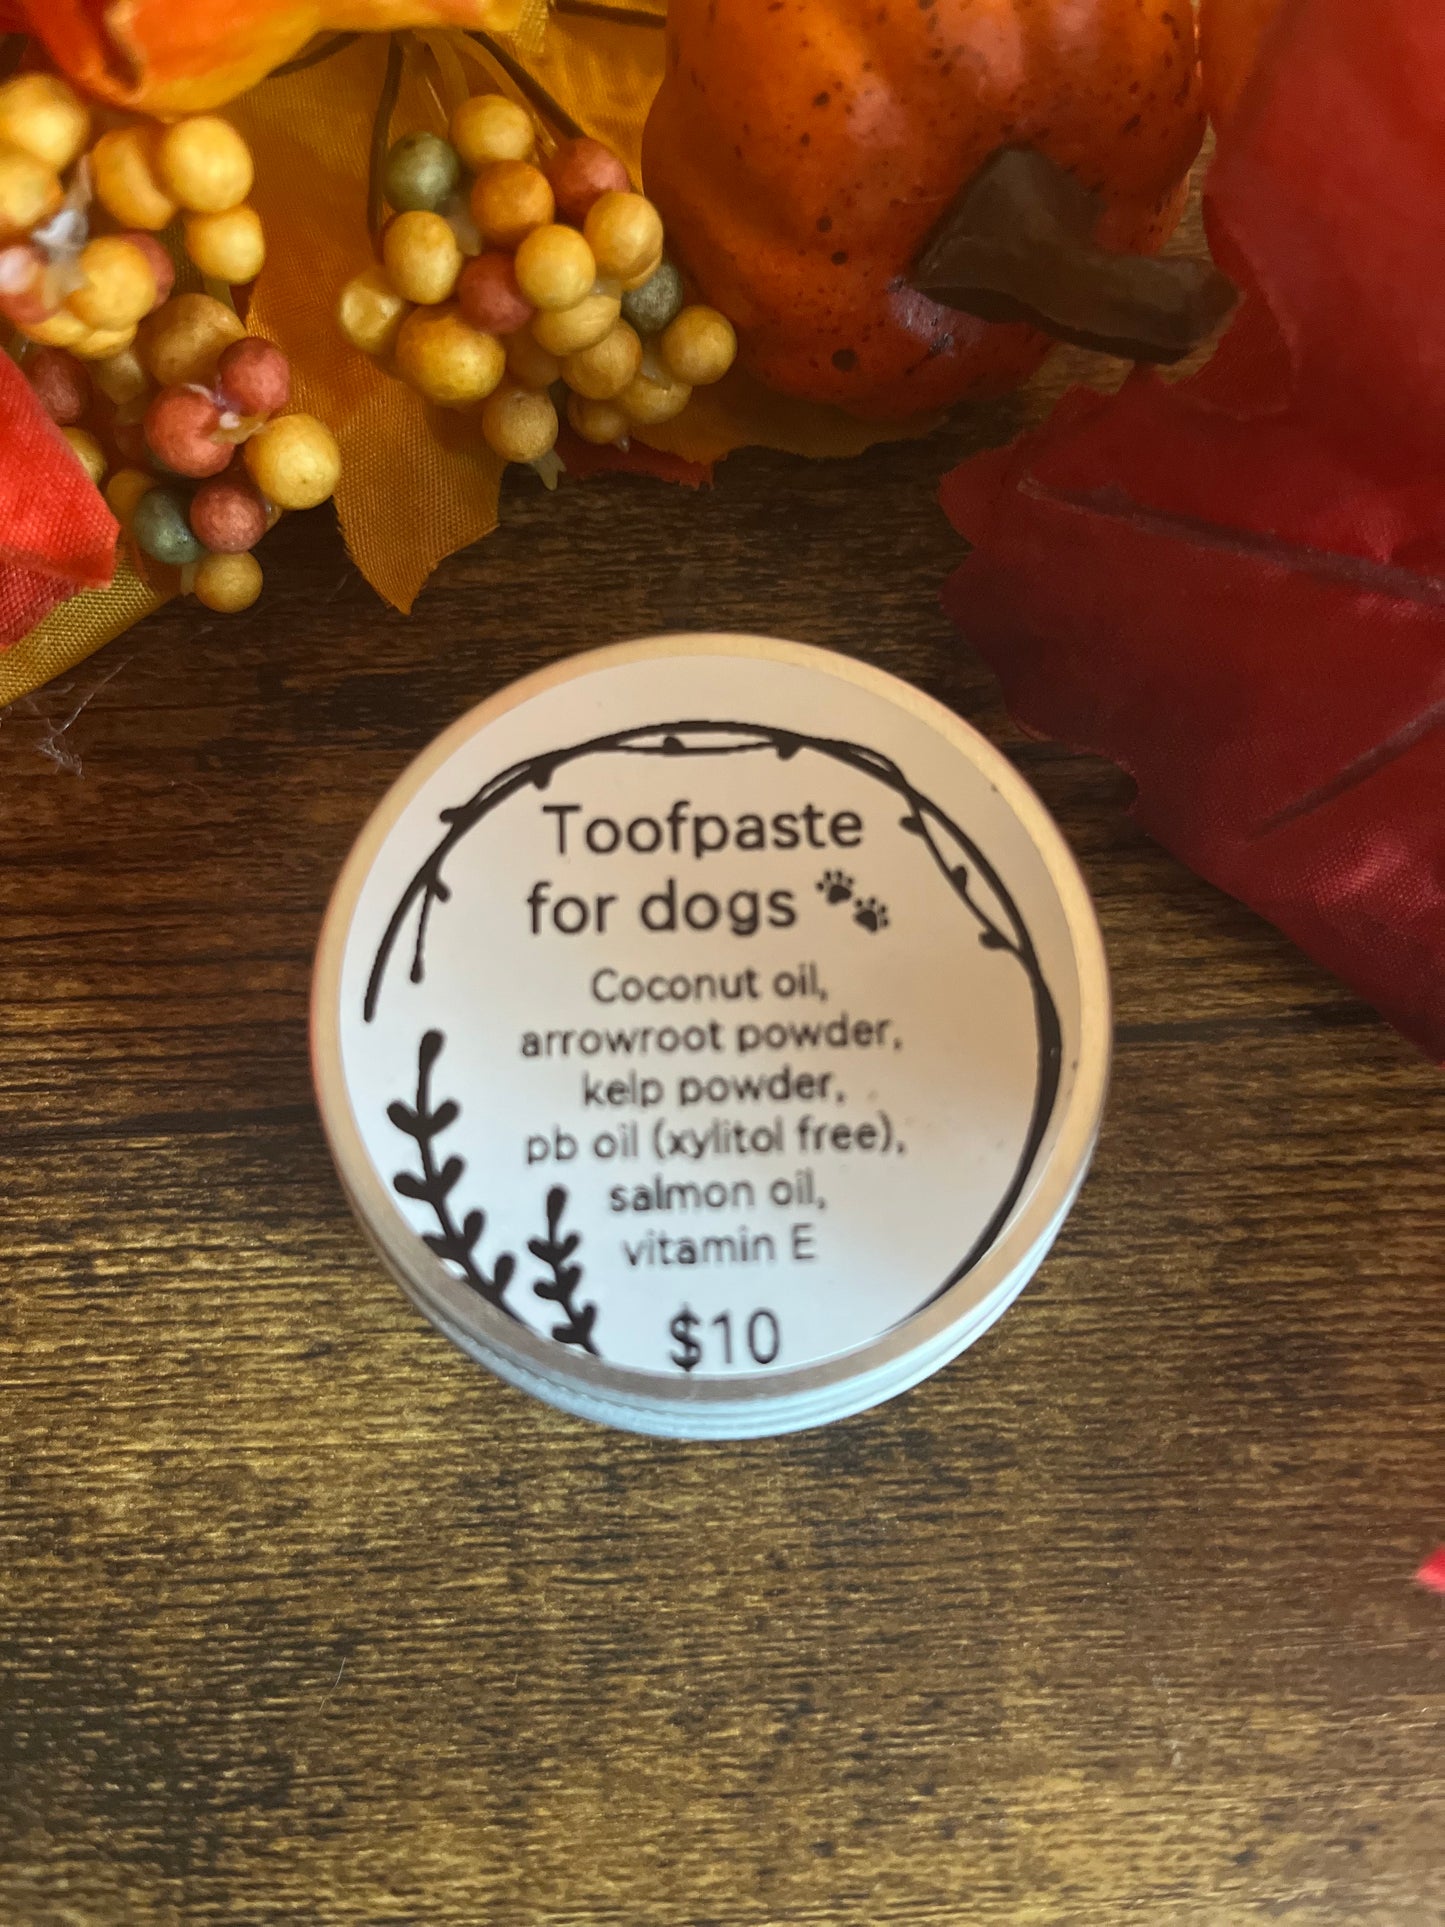 Toofpaste
for dogs
Coconut oil,
arrowroot powder,
kelp powder,
pb oil (xylitol free),
salmon oil,
vitamin E
$10